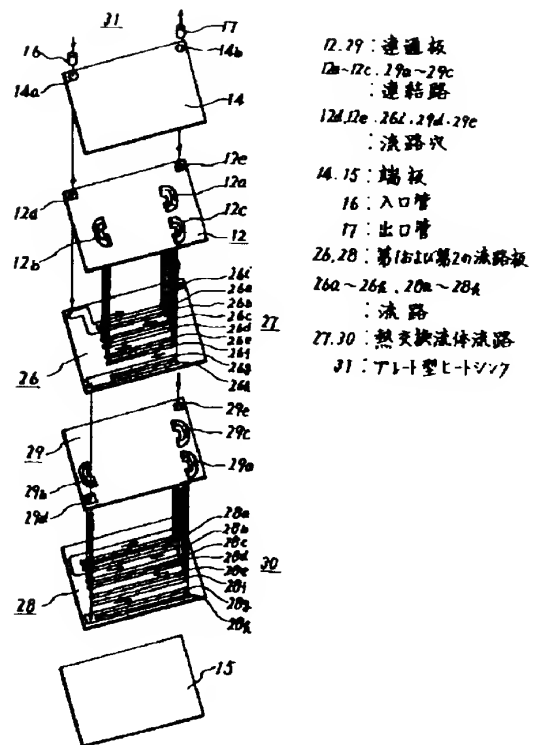 31
17
16
14b
14a
14
12e
12a
12d
12c
12b
12
26i
26a
26b
26c
26d
26e
26f
26g
26h
27
26
29e
29
29c
29a
29b
29d
28a
28b
28c
28d
28e
28f
28g
28h
30
28
15
12,29:連通板
12a~12c,29a~29c
:連結路
12d,12e,26i,29d,29e
:流路穴
14,15:端板
16:入口管
17:出口管
26,28:第1および第2の流路板
26a~26h,28a~28h
:流路
27,30:熱交換流体流路
31:プレート型ヒートシンク